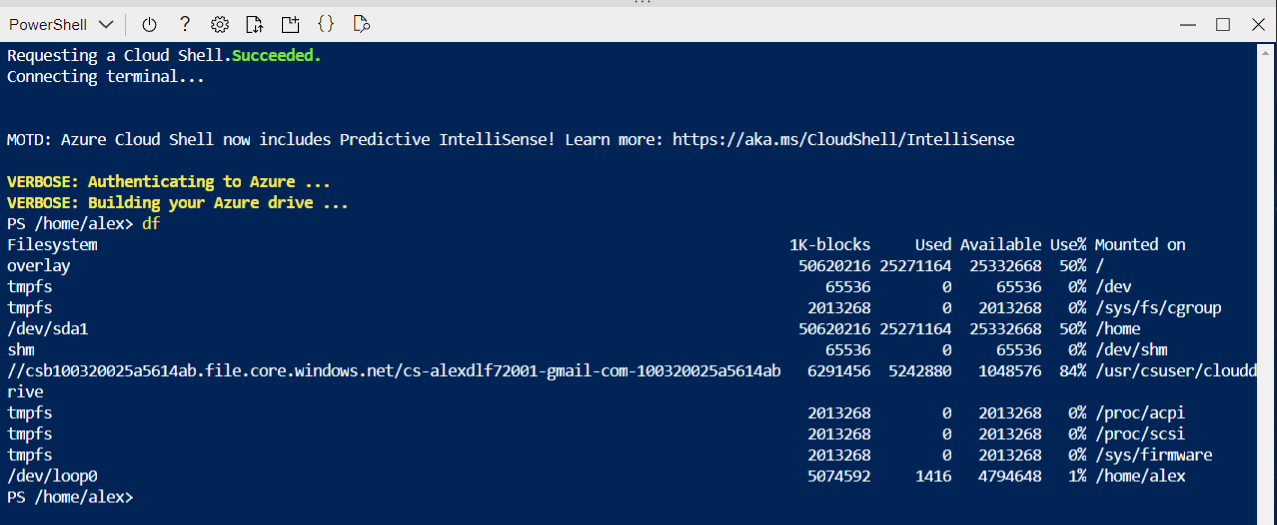 PowerShell
Requesting a Cloud Shell.Succeeded.
Connecting terminal...
MOTD: Azure Cloud Shell now includes Predictive IntelliSense! Learn more: https://aka.ms/CloudShell/IntelliSense
VERBOSE: Authenticating to Azure ...
VERBOSE: Building your Azure drive ...
PS /home/alex> df
Filesystem 1K-blocks Used Available Use% Mounted on
overlay 50620216 25271164 25332668 50% /
tmpfs 65536 0 65536 0% /dev
tmpfs 2013268 0 2013268 0% /sys/fs/cgroup
/dev/sda1 50620216 25271164 25332668 50% /home
shm 65536 0 65536 0% /dev/shm
//csb100320025a5614ab.file.core.windows.net/cs-alexdlf72001-gmail-com-100320025a5614ab 6291456 5242880 1048576 84% /usr/csuser/cloudd
rive
tmpfs 2013268 0 2013268 0% /proc/acpi
tmpfs 2013268 0 2013268 0% /proc/scsi
tmpfs 2013268 0 2013268 0% /sys/firmware
/dev/loop0 5074592 1416 4794648 1% /home/alex
PS /home/alex>